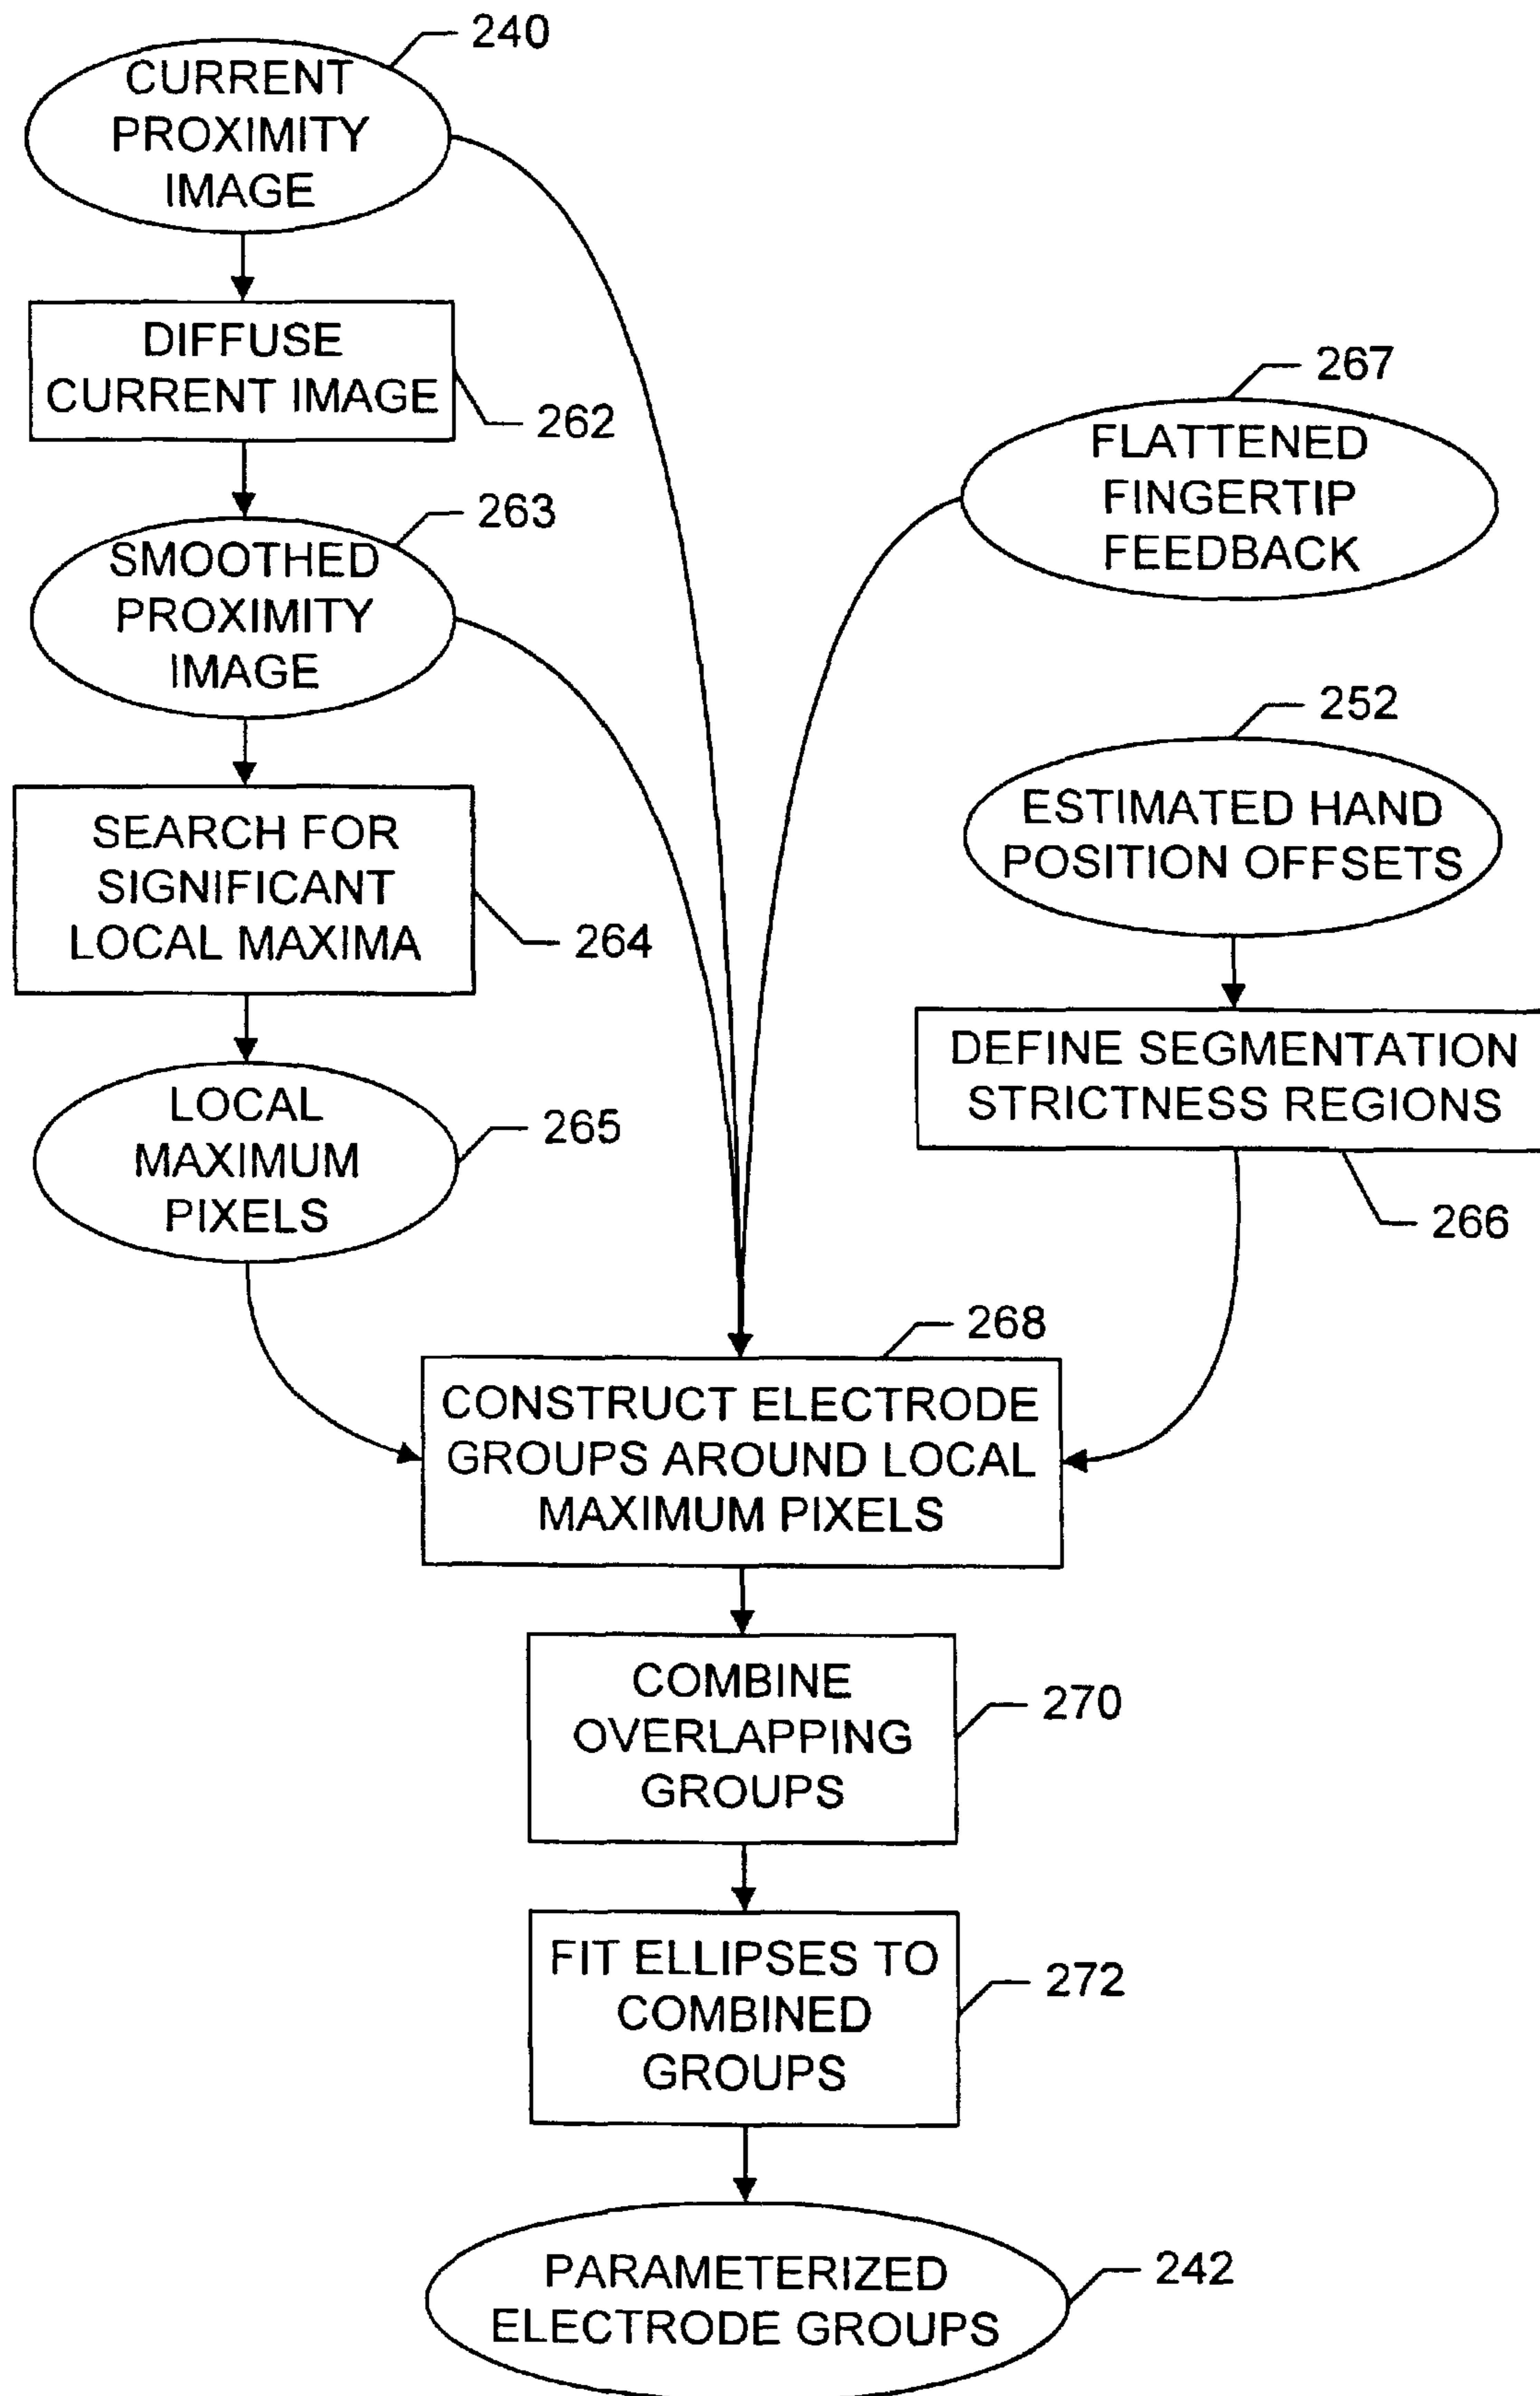 240
CURRENT
PROXIMITY
IMAGE
DIFFUSE
CURRENT IMAGE
262
263
SMOOTHED
PROXIMITY
IMAGE
SEARCH FOR
SIGNIFICANT
LOCAL MAXIMA
264
LOCAL
MAXIMUM
PIXELS
265
267
FLATTENED
FINGERTIP
FEEDBACK
252
ESTIMATED HAND
POSITION OFFSETS
DEFINE SEGMENTATION
STRICTNESS REGIONS
266
268
CONSTRUCT ELECTRODE
GROUPS AROUND LOCAL
MAXIMUM PIXELS
COMBINE
OVERLAPPING
GROUPS
270
FIT ELLIPSES TO
COMBINED
GROUPS
272
PARAMETERIZED
ELECTRODE GROUPS
242